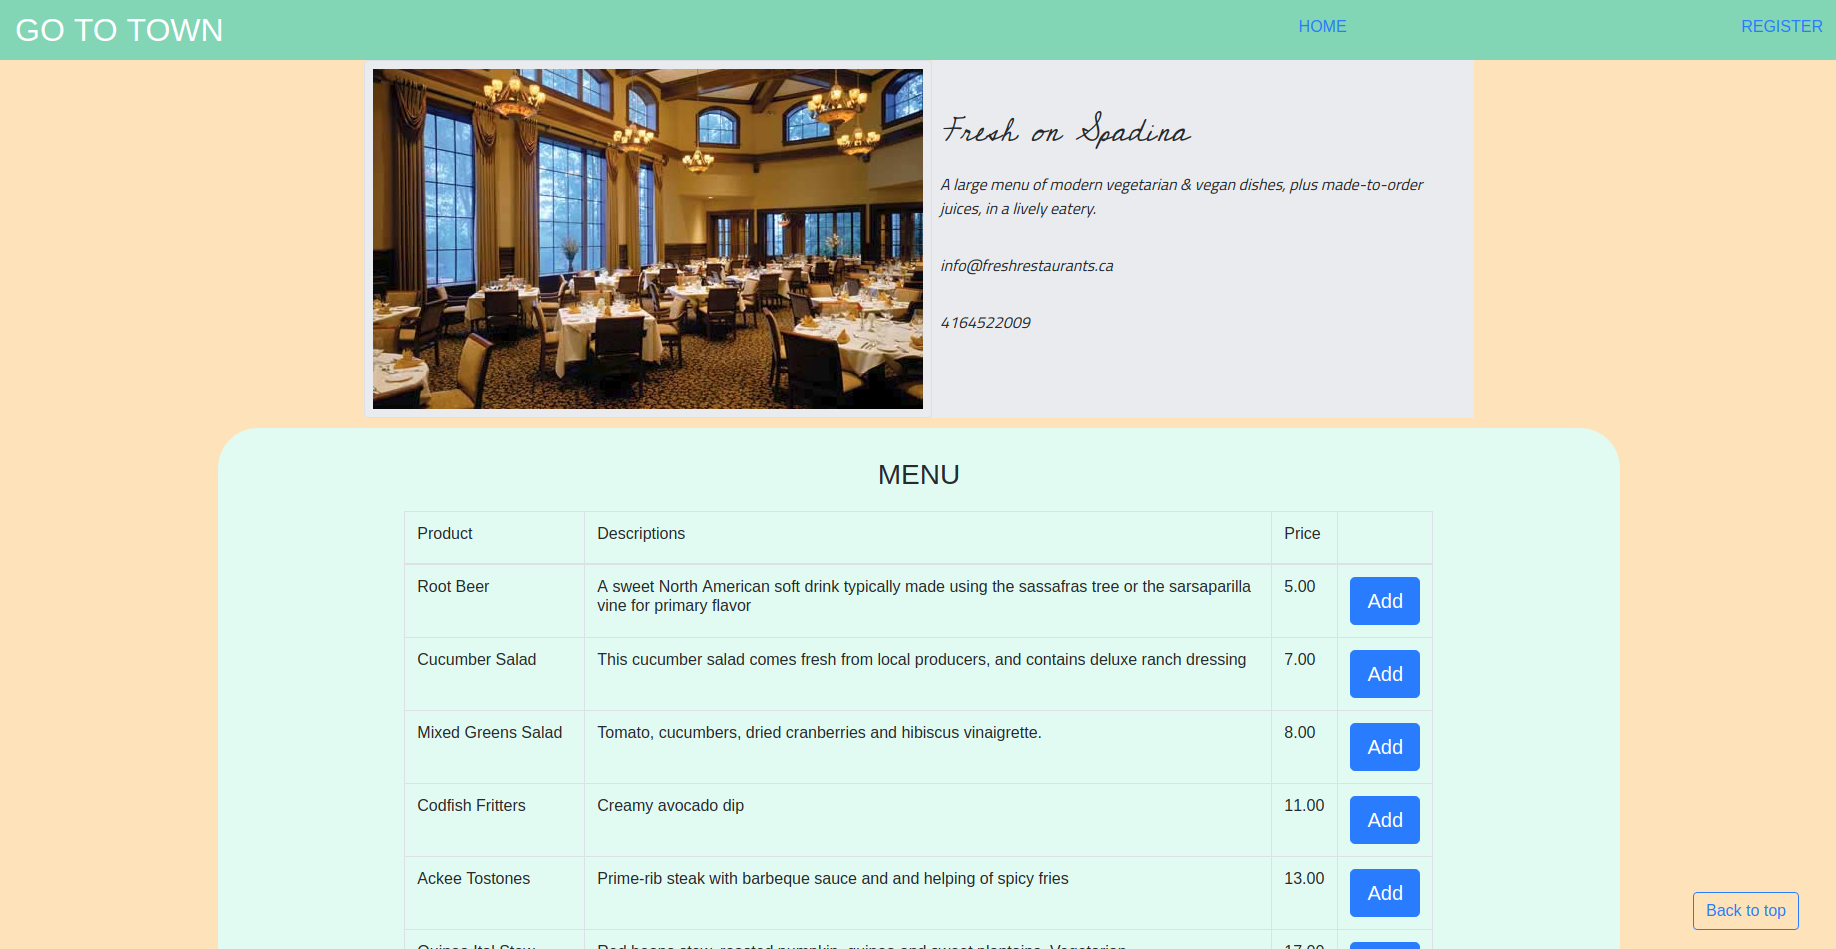 GO TO TOWN
HOME
REGISTER
Fresh on Spadina
A large menu of modern vegetarian & vegan dishes, plus made-to-order
juices, in a lively eatery.
info@freshrestaurants.ca
4164522009
MENU
Product Descriptions Price
Root Beer A sweet North American soft drink typically made using the sassafras tree or the sarsaparilla 5.00
vine for primary flavor
Add
Cucumber Salad This cucumber salad comes fresh from local producers, and contains deluxe ranch dressing 7.00
Add
Mixed Greens Salad Tomato, cucumbers, dried cranberries and hibiscus vinaigrette. 8.00
Add
Codfish Fritters Creamy avocado dip 11.00
Add
Ackee Tostones Prime-rib steak with barbeque sauce and and helping of spicy fries 13.00
Add
Back to top